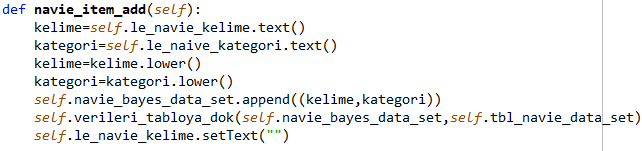 def navie_item_add(self):
    kelime=self.le_navie_kelime.text()
    kategori=self.le_naive_kategori.text()
    kelime=kelime.lower()
    kategori=kategori.lower()
    self.navie_bayes_data_set.append((kelime,kategori))
    self.verileri_tabloya_dok(self.navie_bayes_data_set,self.tbl_navie_data_set)
    self.le_navie_kelime.setText("")